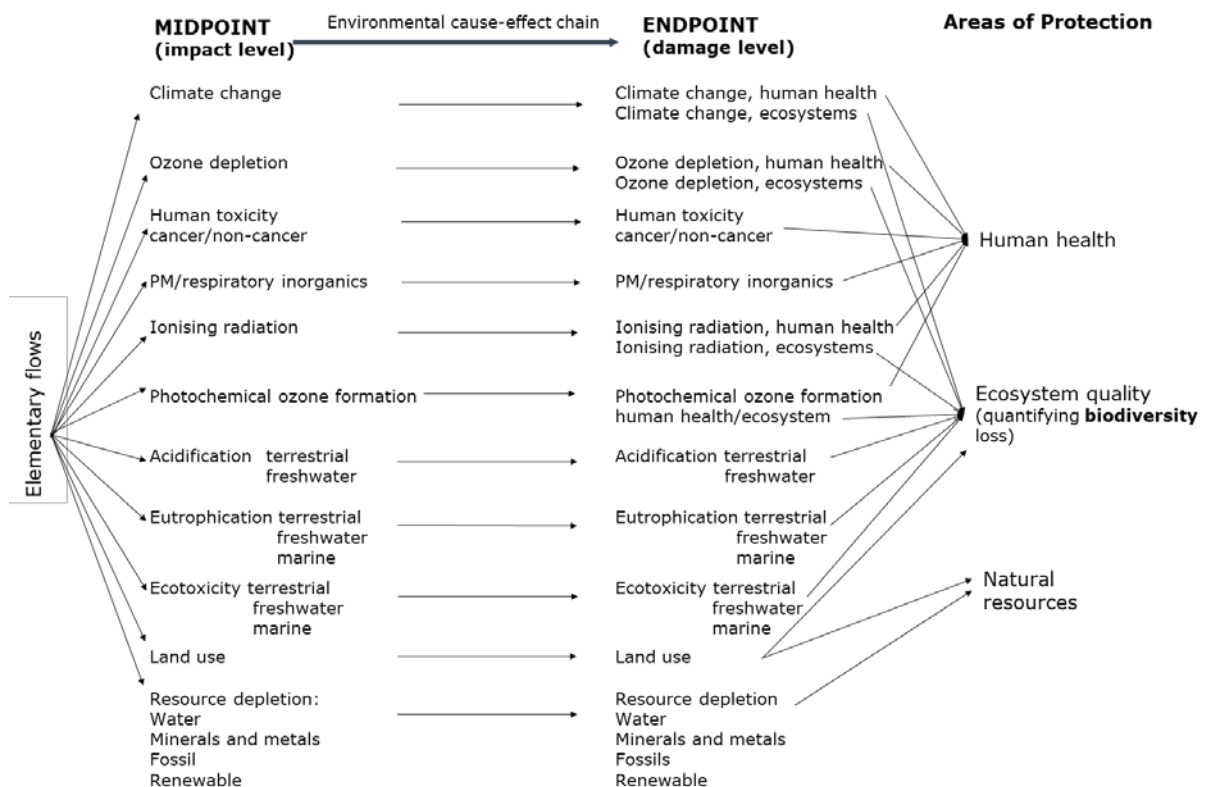 MIDPOINT
(impact level)
Environmental cause-effect chain
ENDPOINT
(damage level)
Areas of Protection
Elementary flows
Climate change
Ozone depletion
Human toxicity
cancer/non-cancer
PM/respiratory inorganics
Ionising radiation
Photochemical ozone formation
Acidification terrestrial
freshwater
Eutrophication terrestrial
freshwater
marine
Ecotoxicity terrestrial
freshwater
marine
Land use
Resource depletion:
Water
Minerals and metals
Fossil
Renewable
Climate change, human health
Climate change, ecosystems
Ozone depletion, human health
Ozone depletion, ecosystems
Human toxicity
cancer/non-cancer
PM/respiratory inorganics
Ionising radiation, human health
Ionising radiation, ecosystems
Photochemical ozone formation
human health/ecosystem
Acidification terrestrial
freshwater
Eutrophication terrestrial
freshwater
marine
Ecotoxicity terrestrial
freshwater
marine
Land use
Resource depletion
Water
Minerals and metals
Fossils
Renewable
Human health
Ecosystem quality
(quantifying biodiversity
loss)
Natural
resources